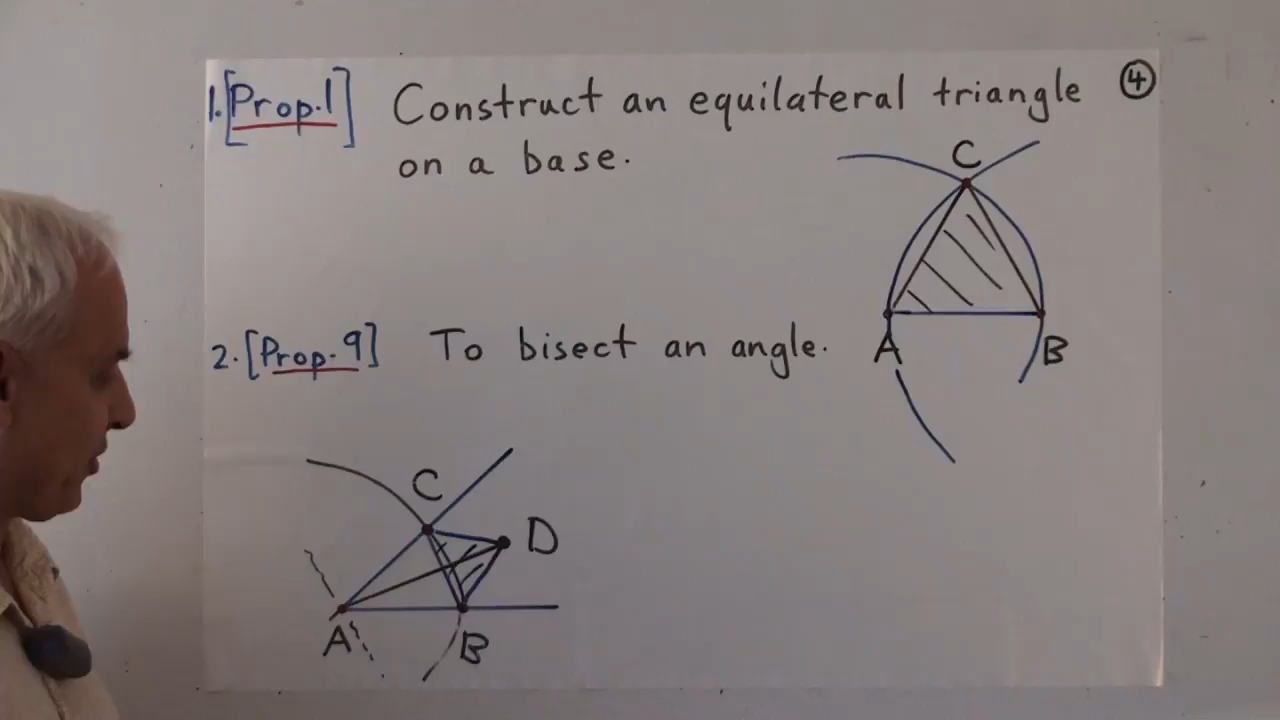 1. [Prop. 1] Construct an equilateral triangle ④
on a base.
C
A
B
2. [Prop. 9] To bisect an angle.
C
D
A
B